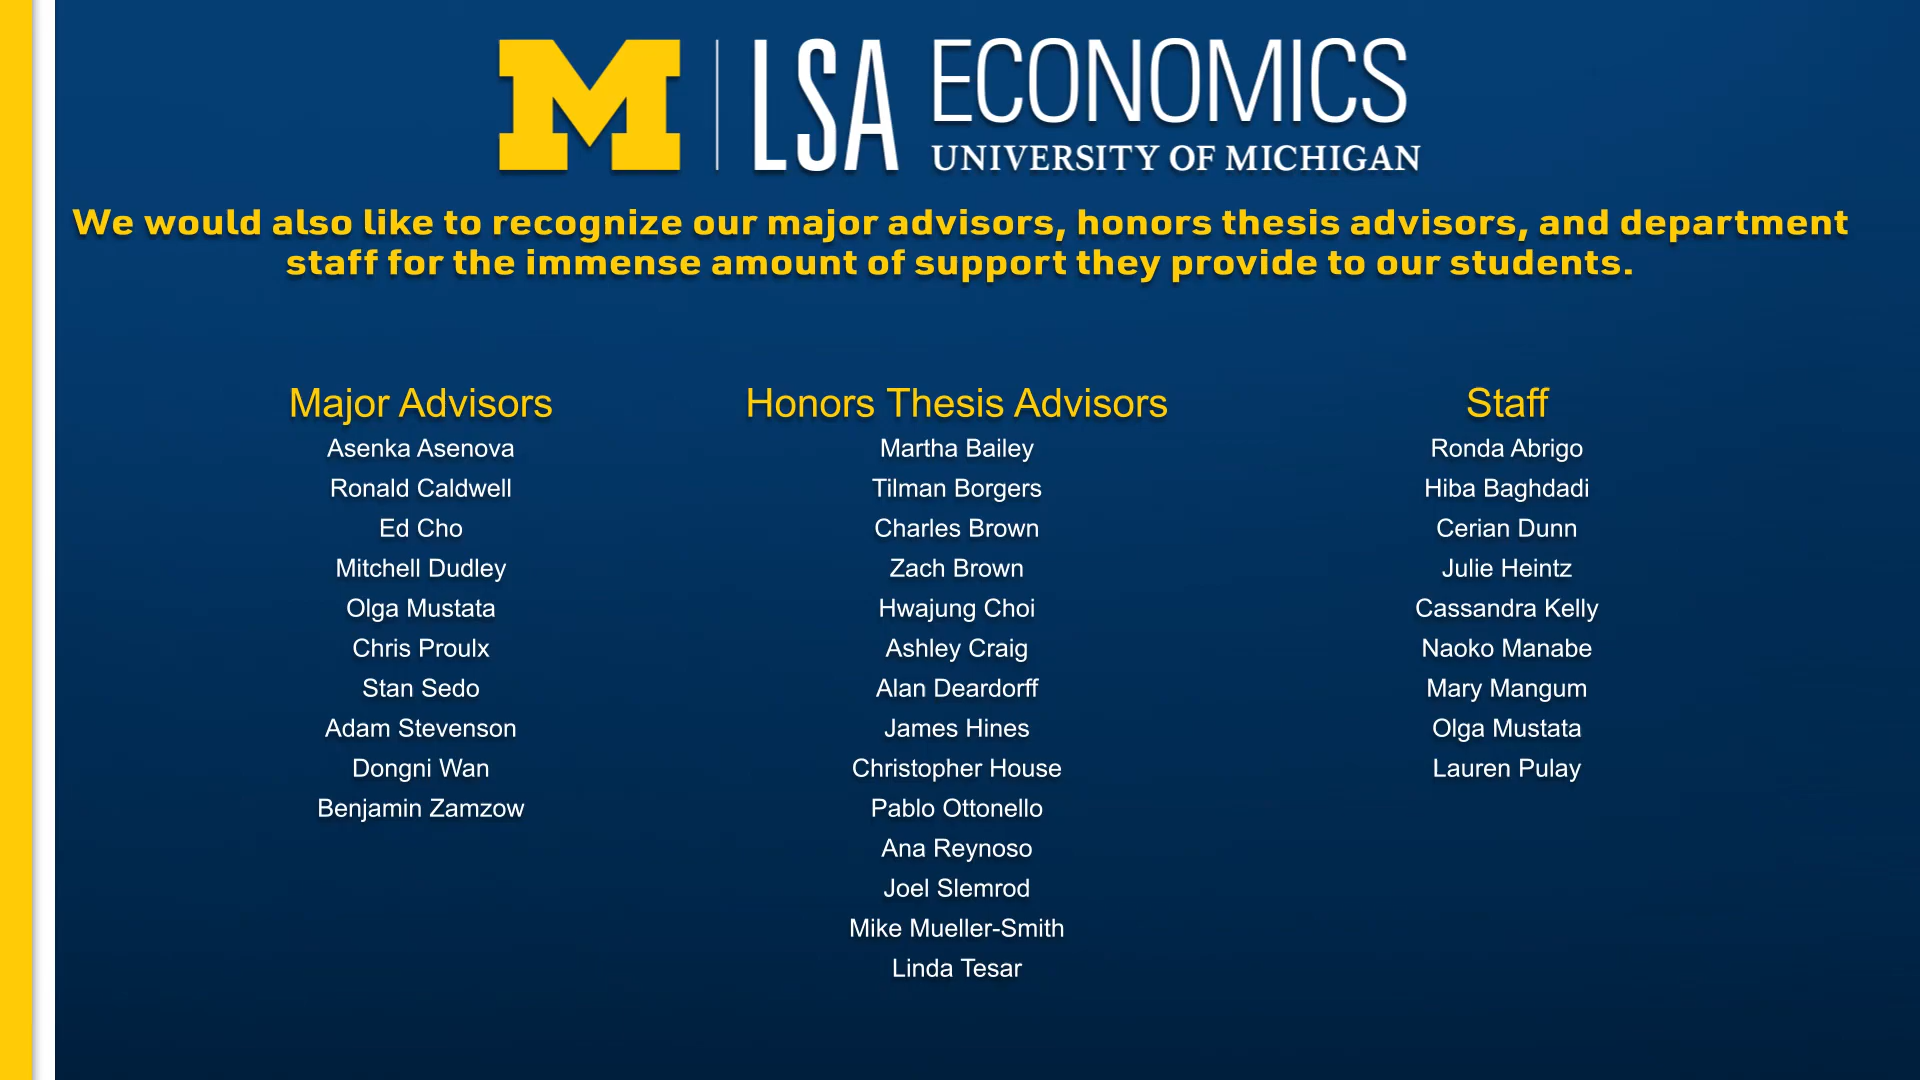 M LSA ECONOMICS
UNIVERSITY OF MICHIGAN
We would also like to recognize our major advisors, honors thesis advisors, and department
staff for the immense amount of support they provide to our students.
Major Advisors
Asenka Asenova
Ronald Caldwell
Ed Cho
Mitchell Dudley
Olga Mustata
Chris Proulx
Stan Sedo
Adam Stevenson
Dongni Wan
Benjamin Zamzow
Honors Thesis Advisors
Martha Bailey
Tilman Borgers
Charles Brown
Zach Brown
Hwajung Choi
Ashley Craig
Alan Deardorff
James Hines
Christopher House
Pablo Ottonello
Ana Reynoso
Joel Slemrod
Mike Mueller-Smith
Linda Tesar
Staff
Ronda Abrigo
Hiba Baghdadi
Cerian Dunn
Julie Heintz
Cassandra Kelly
Naoko Manabe
Mary Mangum
Olga Mustata
Lauren Pulay